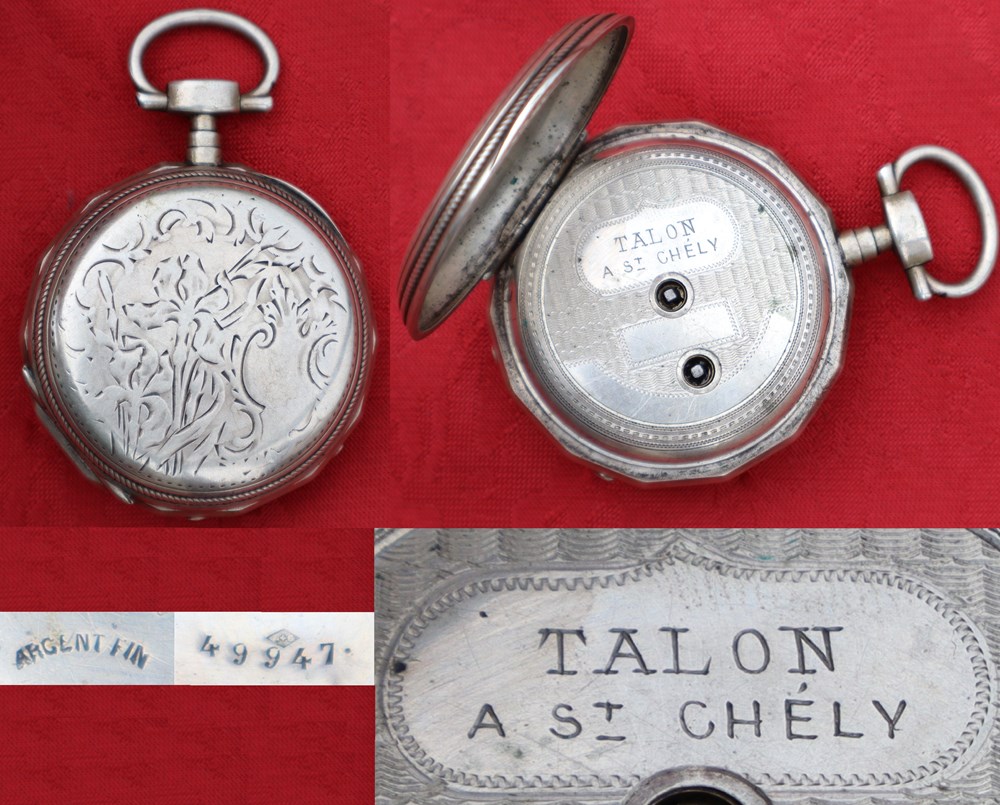 TALON
A ST CHÉLY
ARGENT FIN
49947.
TALON
A ST CHÉLY